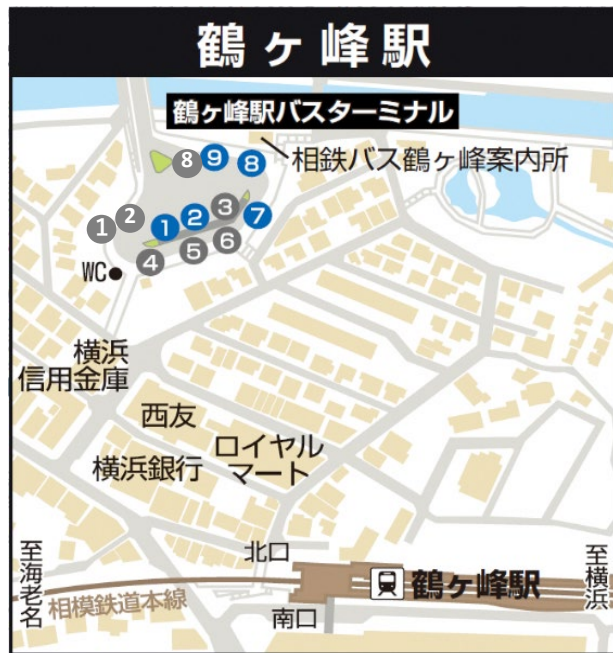 鶴ヶ峰駅
鶴ヶ峰駅バスターミナル
相鉄バス鶴ヶ峰案内所
8 9 8
1 2 1 2 3 7
4 5 6
WC
横浜
信用金庫
西友
ロイヤル
マート
横浜銀行
至海老名
北口
至横浜
鶴ヶ峰駅
相模鉄道本線
南口